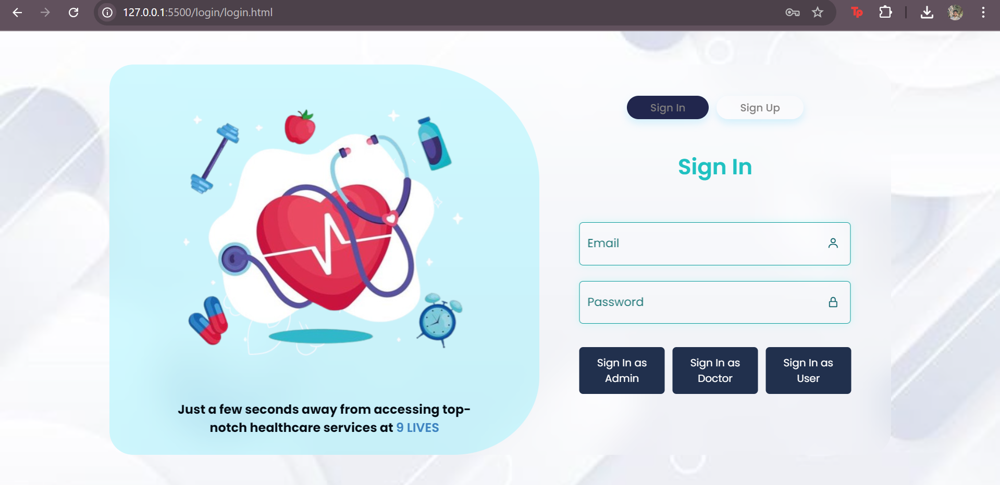 127.0.0.1:5500/login/login.html
Tp
Sign In
Sign Up
Sign In
Email
Password
Sign In as
Admin
Sign In as
Doctor
Sign In as
User
Just a few seconds away from accessing top-
notch healthcare services at 9 LIVES